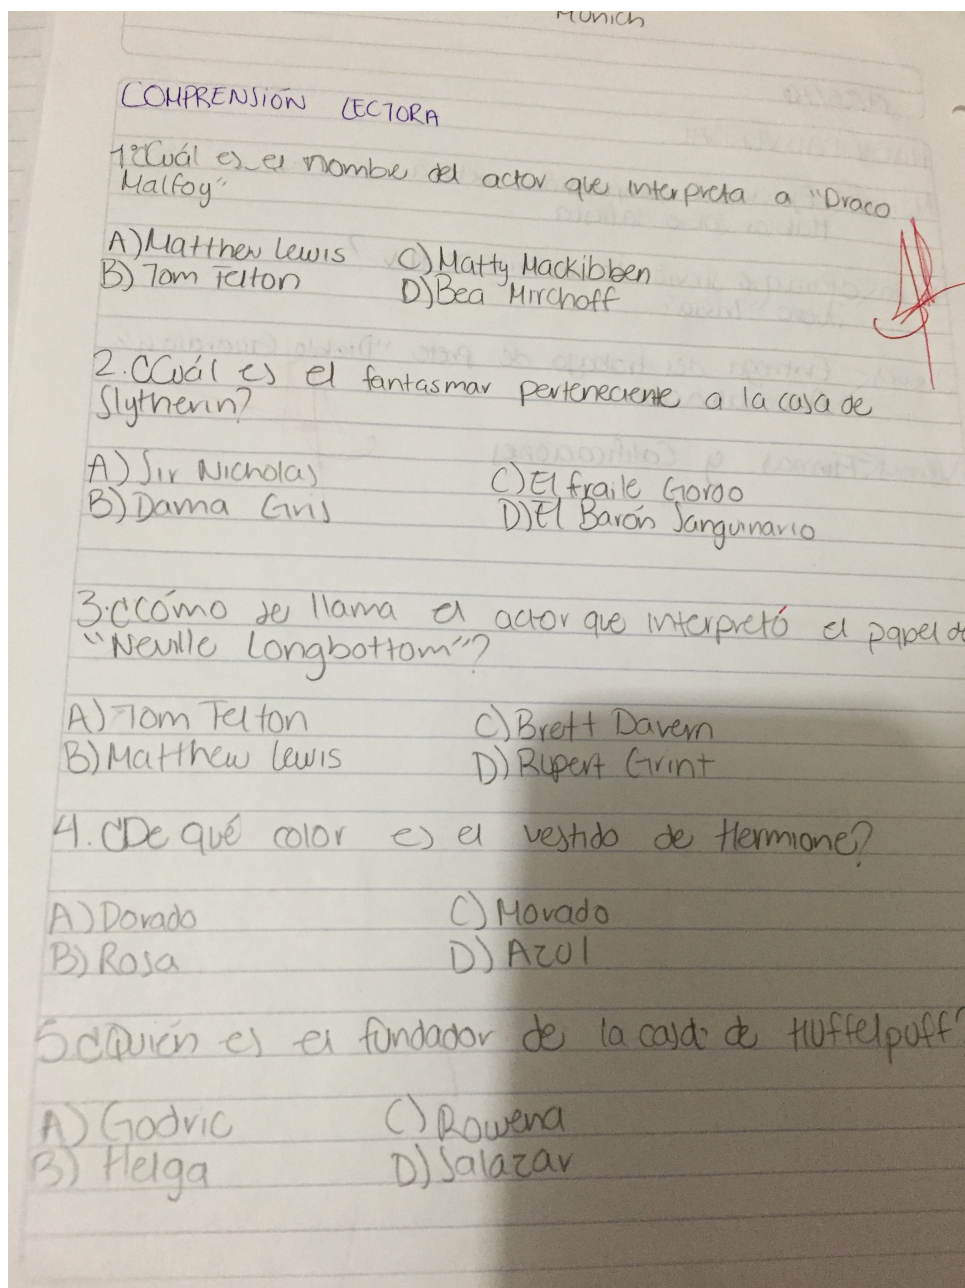 Munich
COMPRENSIÓN LECTORA
1¿Cuál es el nombre del actor que interpreta a "Draco
Malfoy"
A)Matthew Lewis C)Matty Mackibben
B) Tom Felton D)Bea Mirchoff
2.¿Cuál es el fantasmar perteneciente a la casa de
Slytherin?
A) Sir Nicholas C) El fraile Gordo
B) Dama Gris D) El Barón Sanguinario
3.¿Cómo se llama el actor que interpretó el papel de
"Neville Longbottom"?
A) Tom Felton C) Brett Davern
B) Matthew Lewis D) Rupert Grint
4. ¿De qué color es el vestido de Hermione?
A) Dorado C) Morado
B) Rosa D) Azul
5¿Quién es el fundador de la casa de Huffelpuff?
A) Godric C) Rowena
B) Helga D) Salazar